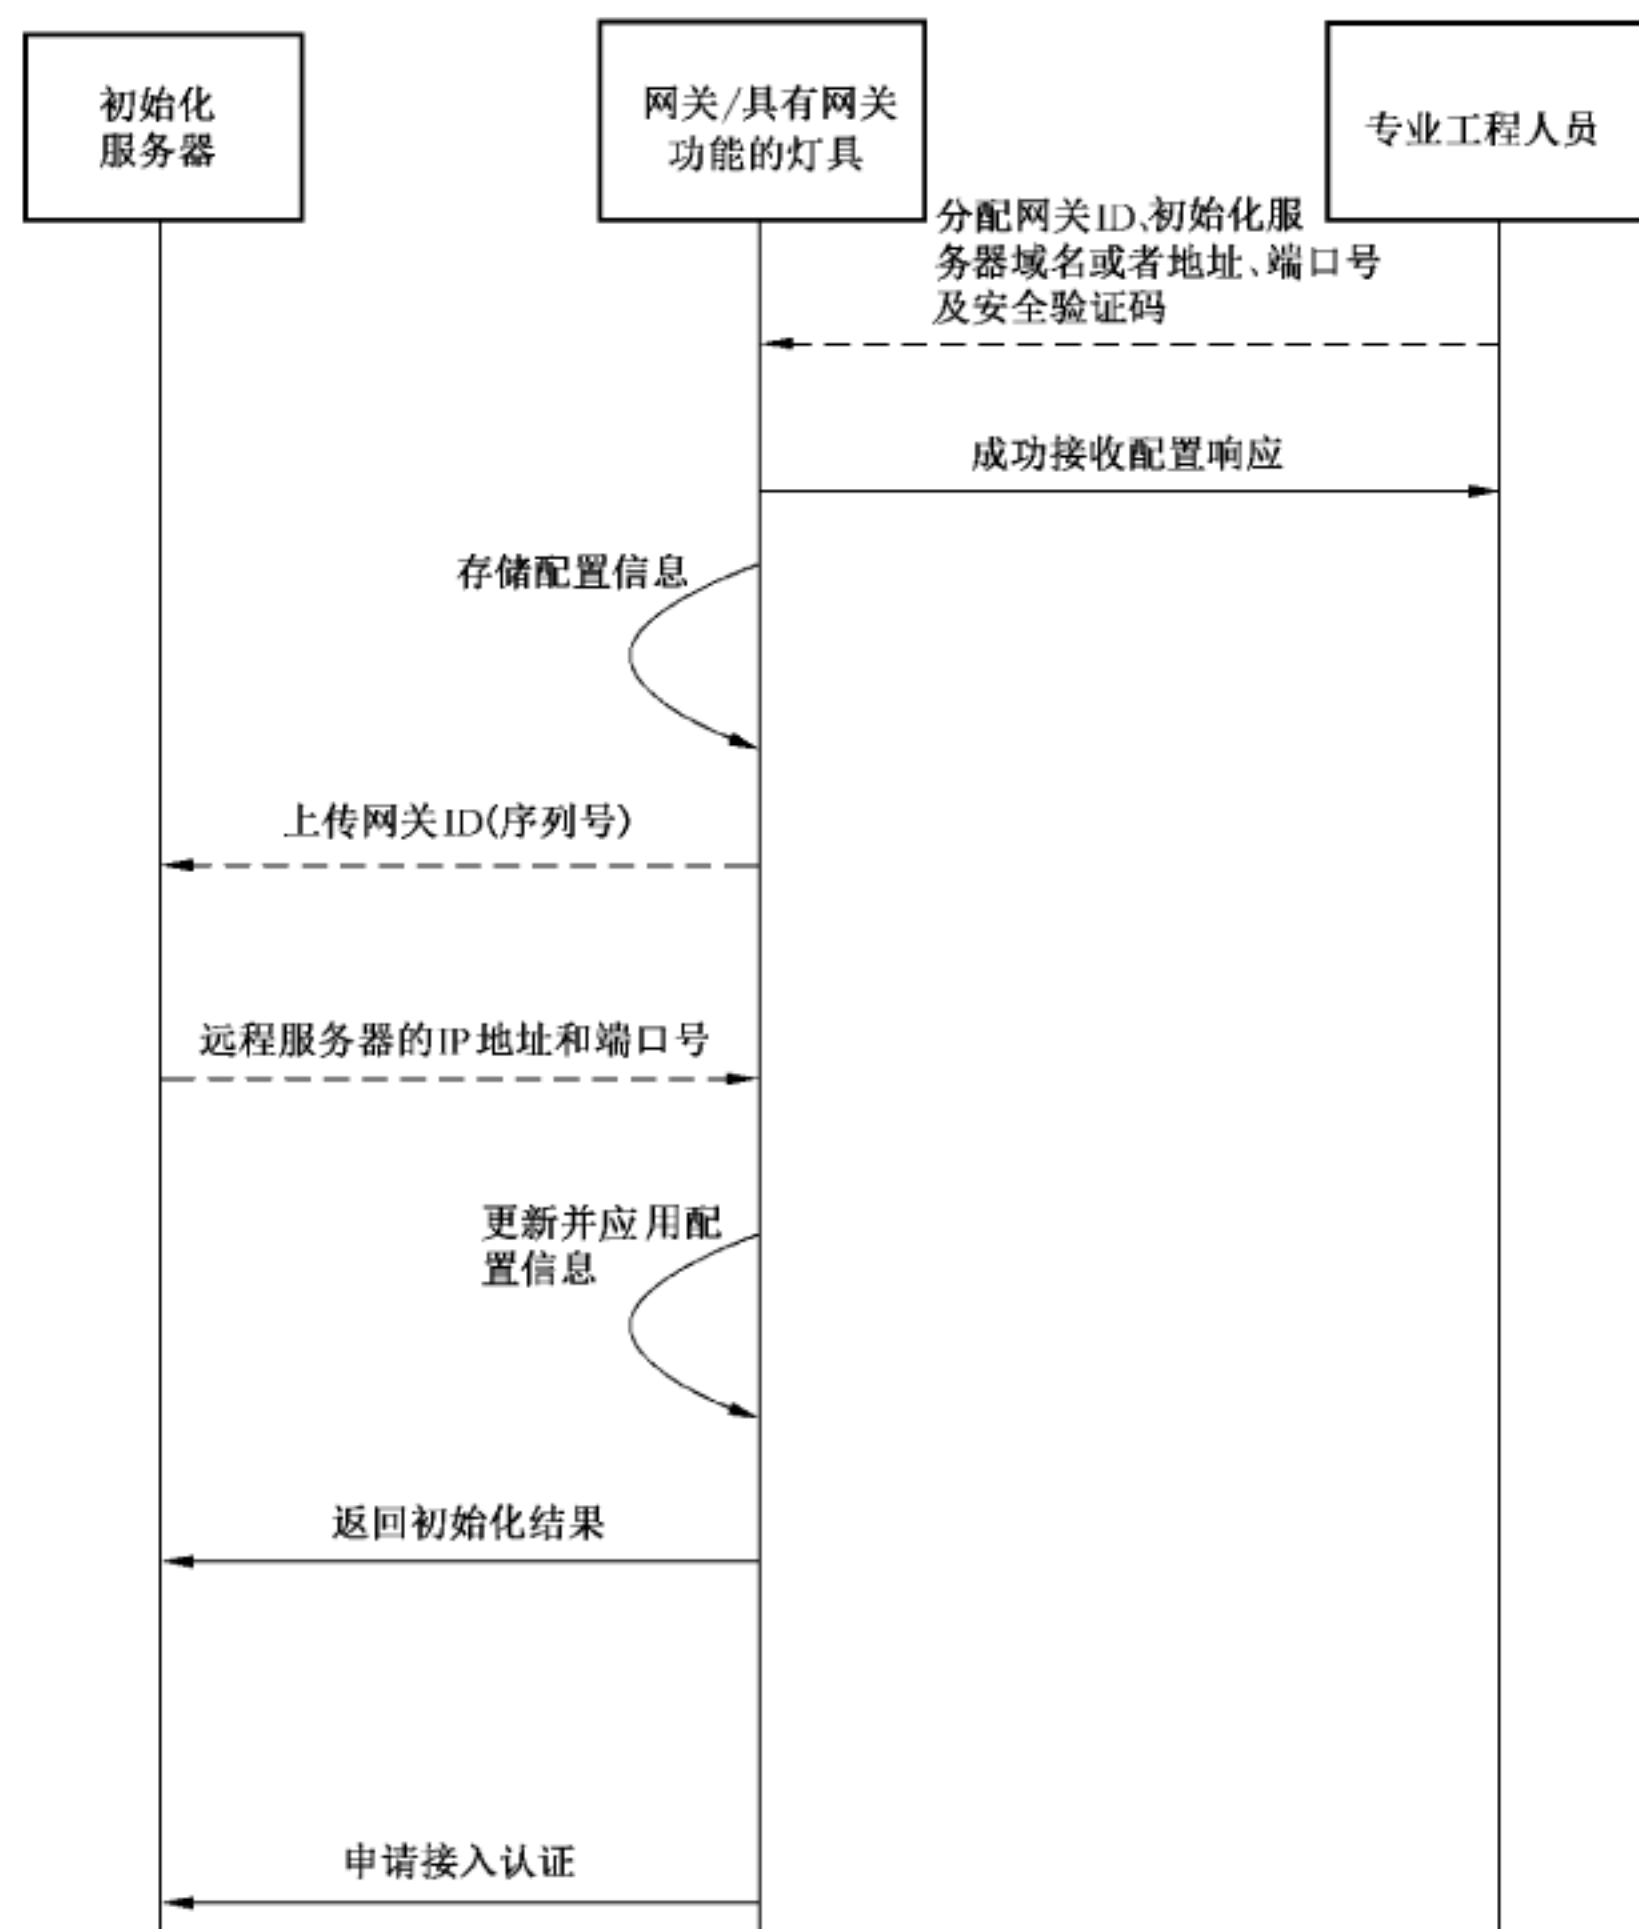 初始化
服务器
网关/具有网关
功能的灯具
专业工程人员
分配网关ID、初始化服
务器域名或者地址、端口号
及安全验证码
成功接收配置响应
存储配置信息
上传网关ID(序列号)
远程服务器的IP地址和端口号
更新并应用配
置信息
返回初始化结果
申请接入认证